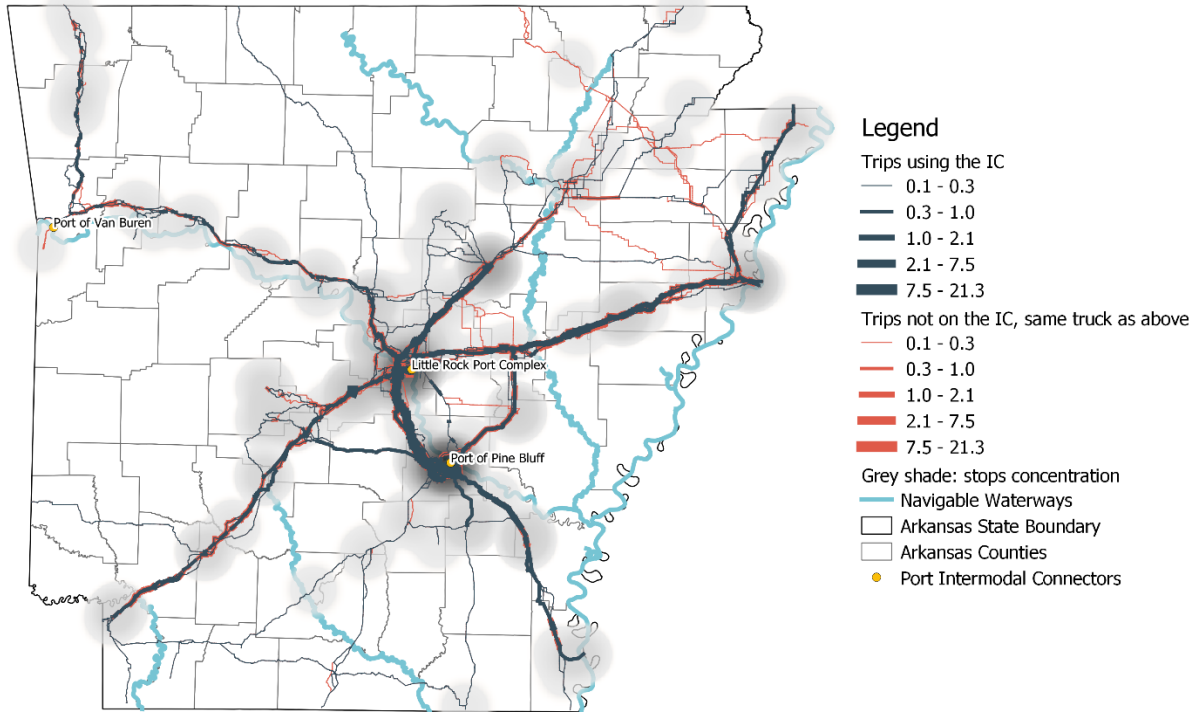 Port of Van Buren
Little Rock Port Complex
Port of Pine Bluff
Legend
Trips using the IC
0.1 - 0.3
0.3 - 1.0
1.0 - 2.1
2.1 - 7.5
7.5 - 21.3
Trips not on the IC, same truck as above
0.1 - 0.3
0.3 - 1.0
1.0 - 2.1
2.1 - 7.5
7.5 - 21.3
Grey shade: stops concentration
Navigable Waterways
Arkansas State Boundary
Arkansas Counties
Port Intermodal Connectors